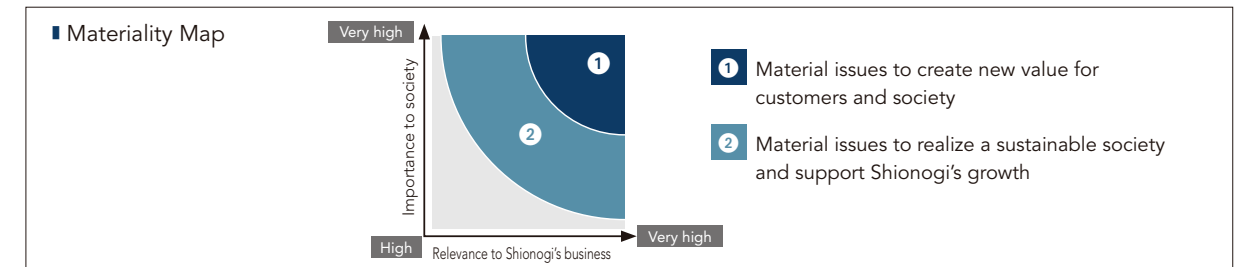 Materiality Map
Very high
Importance to society
1
2
High
Relevance to Shionogi's business
Very high
1 Material issues to create new value for
customers and society
2 Material issues to realize a sustainable society
and support Shionogi's growth